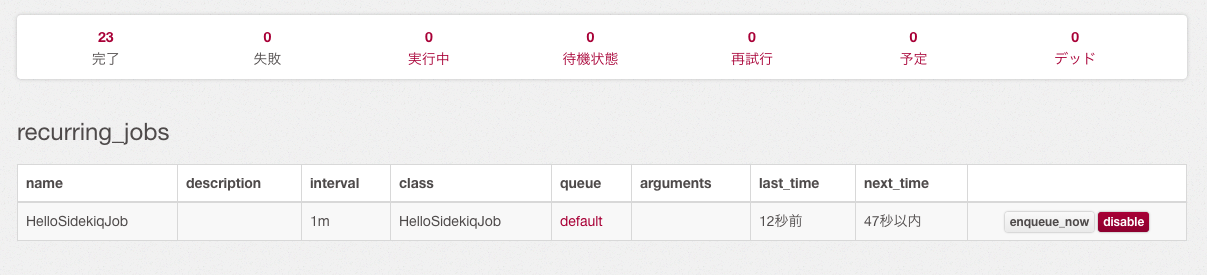 23 0 0 0 0 0 0
完了 失敗 実行中 待機状態 再試行 予定 デッド
recurring_jobs
name description interval class queue arguments last_time next_time
HelloSidekiqJob 1m HelloSidekiqJob default 12秒前 47秒以内 enqueue_now disable